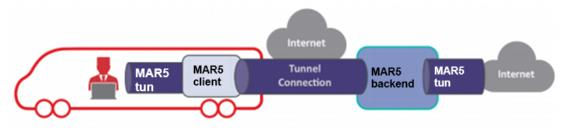 Internet
MAR5
tun
MAR5
client
Tunnel
Connection
MAR5
backend
MAR5
tun
Internet